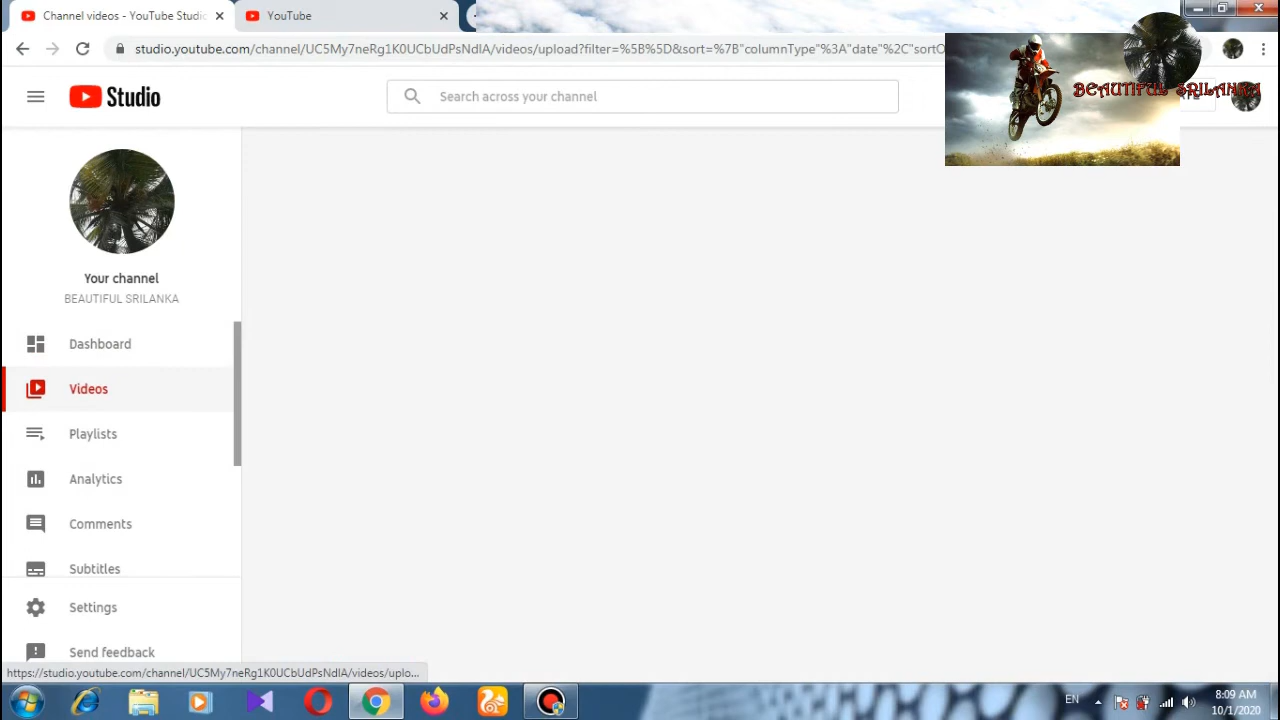 Channel videos - YouTube Studio
YouTube
studio.youtube.com/channel/UC5My7neRg1K0UCbUdPsNdIA/videos/upload?filter=%5B%5D&sort=%7B"columnType"%3A"date"%2C"sortO
Studio
Search across your channel
BEAUTIFUL SRILANKA
Your channel
BEAUTIFUL SRILANKA
Dashboard
Videos
Playlists
Analytics
Comments
Subtitles
Settings
Send feedback
https://studio.youtube.com/channel/UC5My7neRg1K0UCbUdPsNdIA/videos/uplo...
EN
8:09 AM
10/1/2020